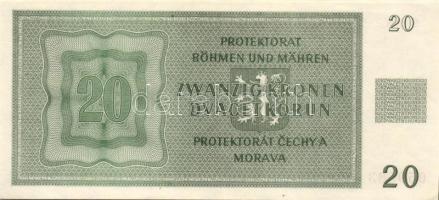 20
PROTEKTORAT
BÖHMEN UND MÄHREN
20
ZWANZIG KRONEN
DVACET KORUN
PROTEKTORÁT ČECHY A
MORAVA
20